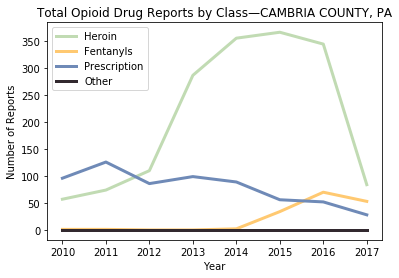 Total Opioid Drug Reports by Class—CAMBRIA COUNTY, PA
Heroin
Fentanyls
Prescription
Other
Number of Reports
350
300
250
200
150
100
50
0
2010 2011 2012 2013 2014 2015 2016 2017
Year